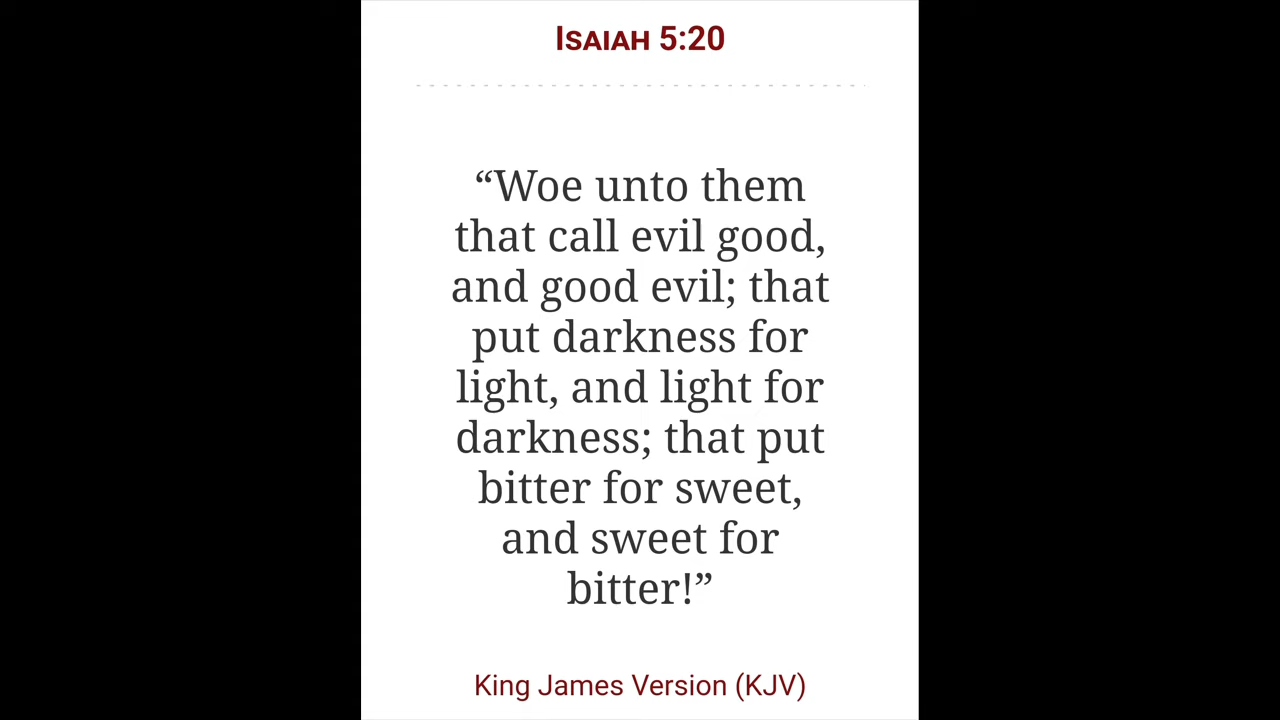 Isaiah 5:20
“Woe unto them
that call evil good,
and good evil; that
put darkness for
light, and light for
darkness; that put
bitter for sweet,
and sweet for
bitter!”
King James Version (KJV)